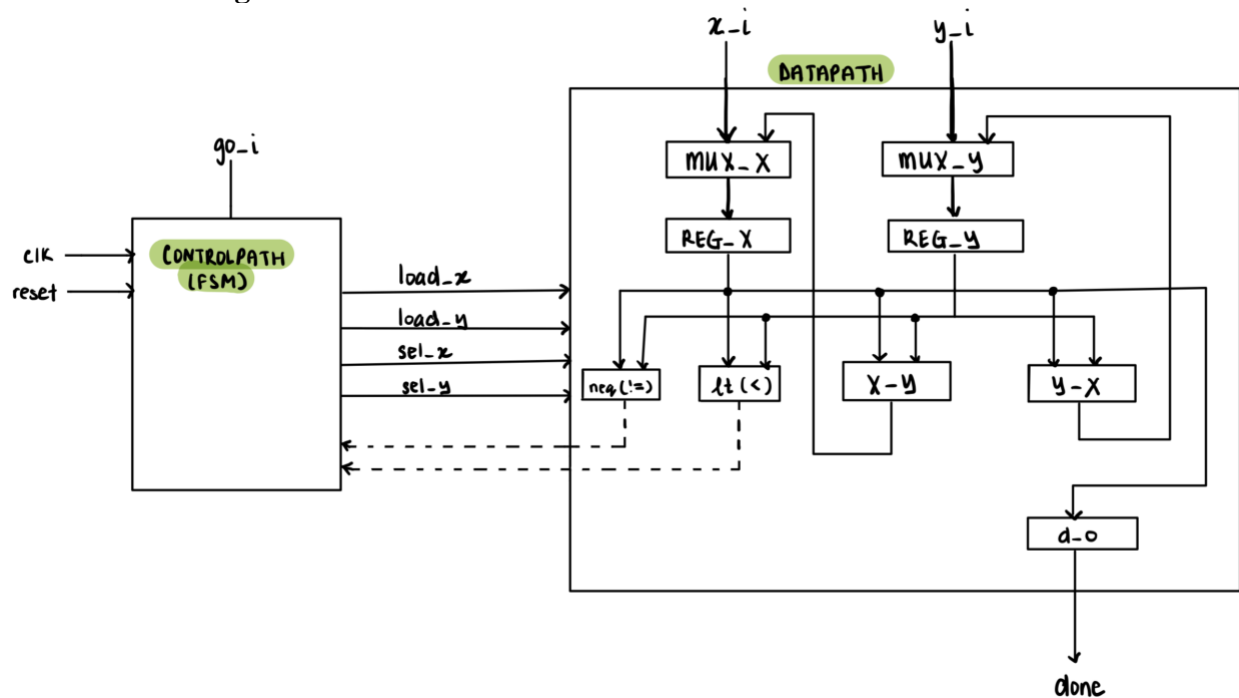 x_i
y_i
DATAPATH
go_i
MUX_X
MUX_y
clk
CONTROLPATH
(FSM)
REG_X
REG_y
reset
load_x
load_y
sel_x
sel_y
neq(!=)
lt(<)
X-y
y-X
d_o
done